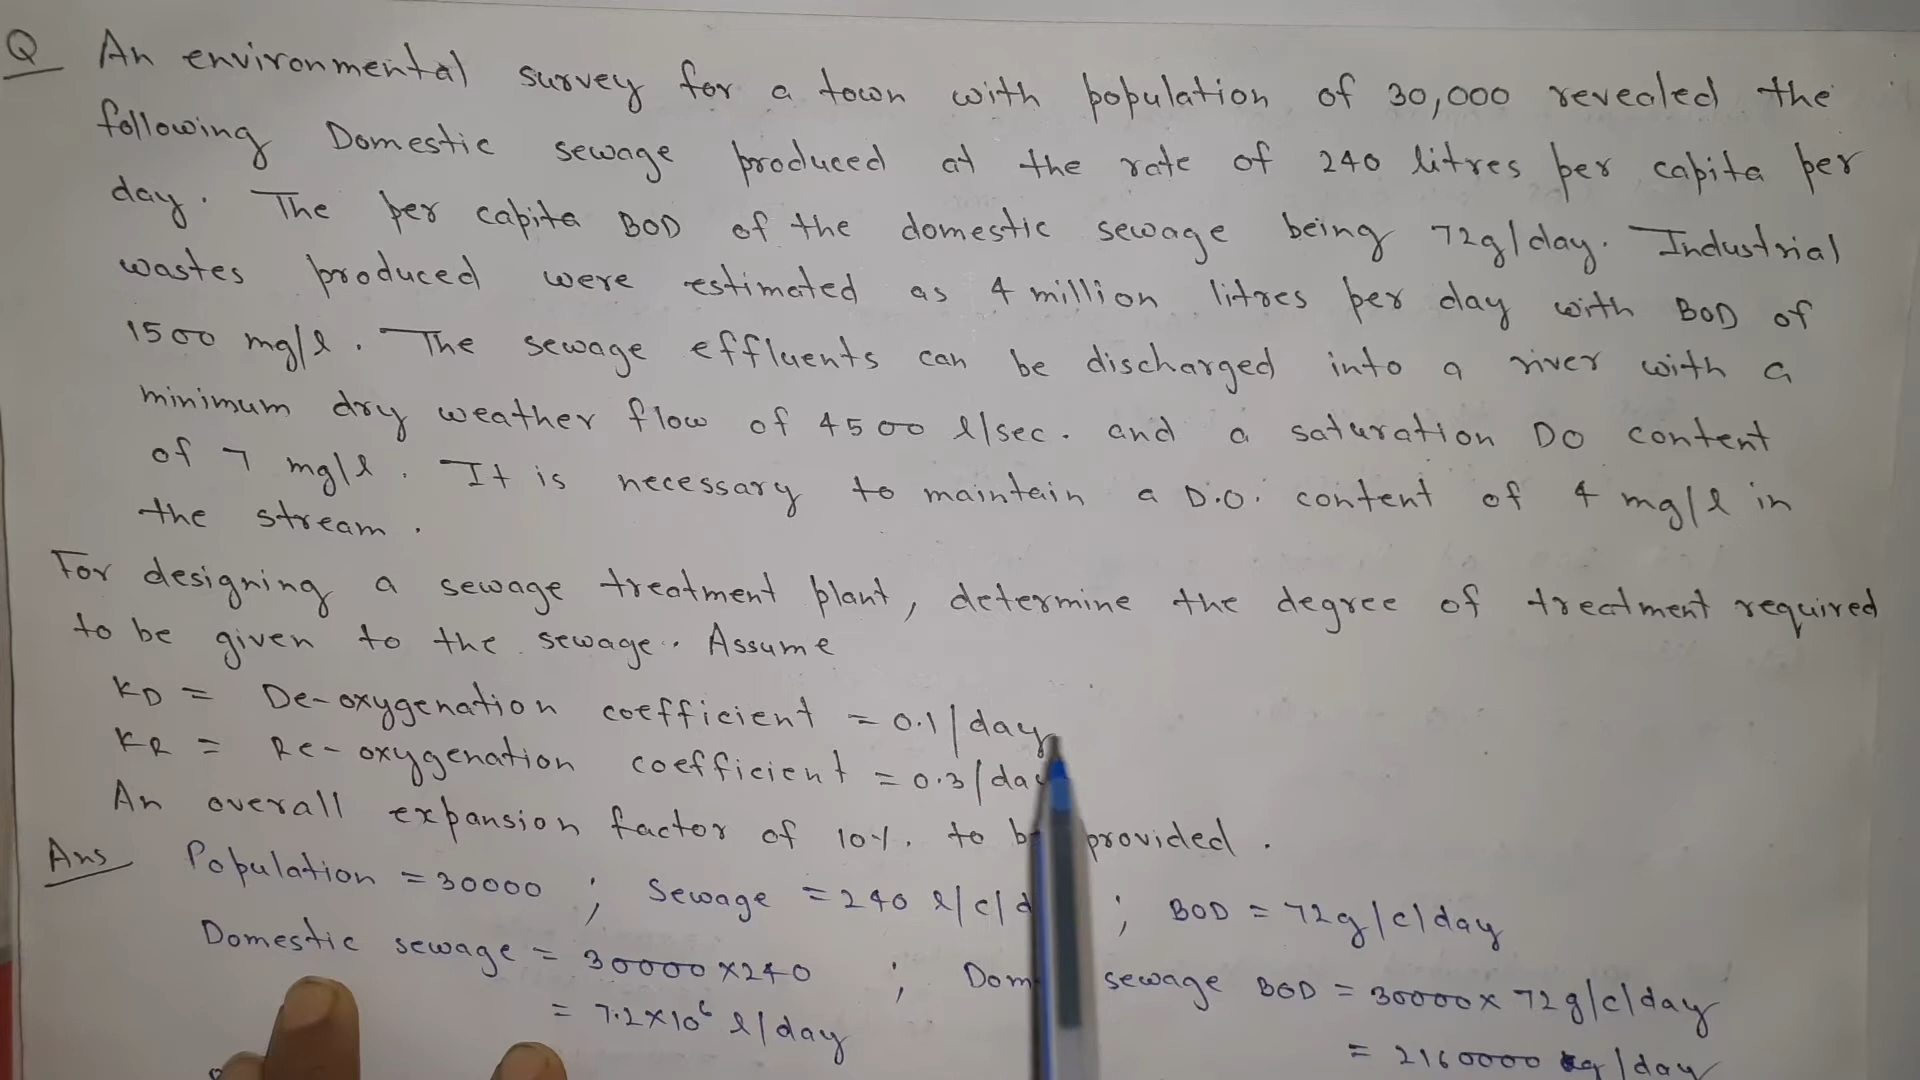 Q An environmental survey for a town with population of 30,000 revealed the
following Domestic sewage produced at the rate of 240 litres per capita per
day. The per capita BOD of the domestic sewage being 72g/day. Industrial
wastes produced were estimated as 4 million litres per day with BOD of
1500 mg/l. The sewage effluents can be discharged into a river with a
minimum dry weather flow of 4500 l/sec. and a saturation DO content
of 7 mg/l. It is necessary to maintain a D.O. content of 4 mg/l in
the stream.
For designing a sewage treatment plant, determine the degree of treatment required
to be given to the sewage. Assume
KD = De-oxygenation coefficient = 0.1/day
KR = Re-oxygenation coefficient = 0.3/day
An overall expansion factor of 10%. to be provided.
Ans Population = 30000 ; Sewage = 240 l/c/d ; BOD = 72g/c/day
Domestic sewage = 30000×240 ; Dom sewage BOD = 30000× 72g/c/day
= 7.2×10⁶ l/day
= 2160000 /day